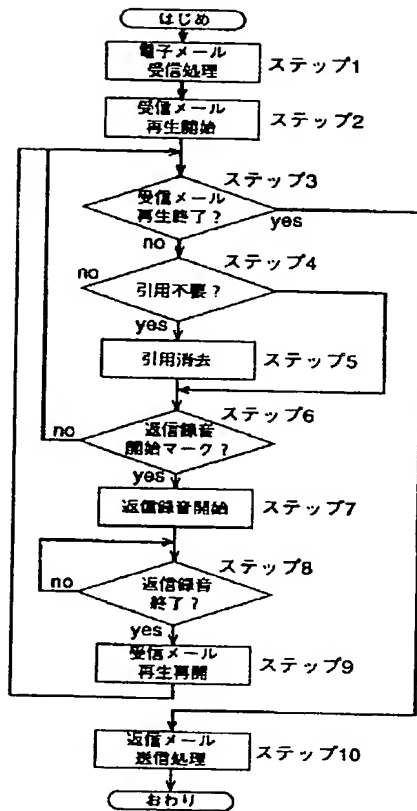 はじめ
電子メール
受信処理
ステップ1
受信メール
再生開始
ステップ2
ステップ3
受信メール
再生終了?
no
yes
ステップ4
no
引用不要?
yes
引用消去
ステップ5
ステップ6
返信録音
開始マーク?
no
yes
返信録音開始
ステップ7
ステップ8
返信録音
終了?
no
yes
受信メール
再生再開
ステップ9
返信メール
送信処理
ステップ10
おわり